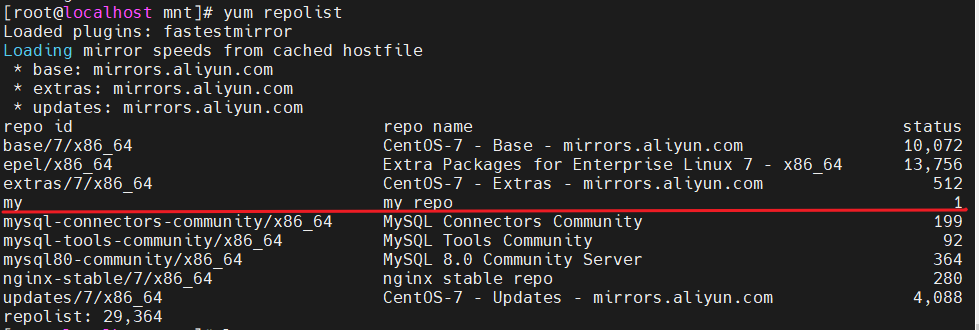 [root@localhost mnt]# yum repolist
Loaded plugins: fastestmirror
Loading mirror speeds from cached hostfile
 * base: mirrors.aliyun.com
 * extras: mirrors.aliyun.com
 * updates: mirrors.aliyun.com
repo id repo name status
base/7/x86_64 CentOS-7 - Base - mirrors.aliyun.com 10,072
epel/x86_64 Extra Packages for Enterprise Linux 7 - x86_64 13,756
extras/7/x86_64 CentOS-7 - Extras - mirrors.aliyun.com 512
my my repo 1
mysql-connectors-community/x86_64 MySQL Connectors Community 199
mysql-tools-community/x86_64 MySQL Tools Community 92
mysql80-community/x86_64 MySQL 8.0 Community Server 364
nginx-stable/7/x86_64 nginx stable repo 280
updates/7/x86_64 CentOS-7 - Updates - mirrors.aliyun.com 4,088
repolist: 29,364